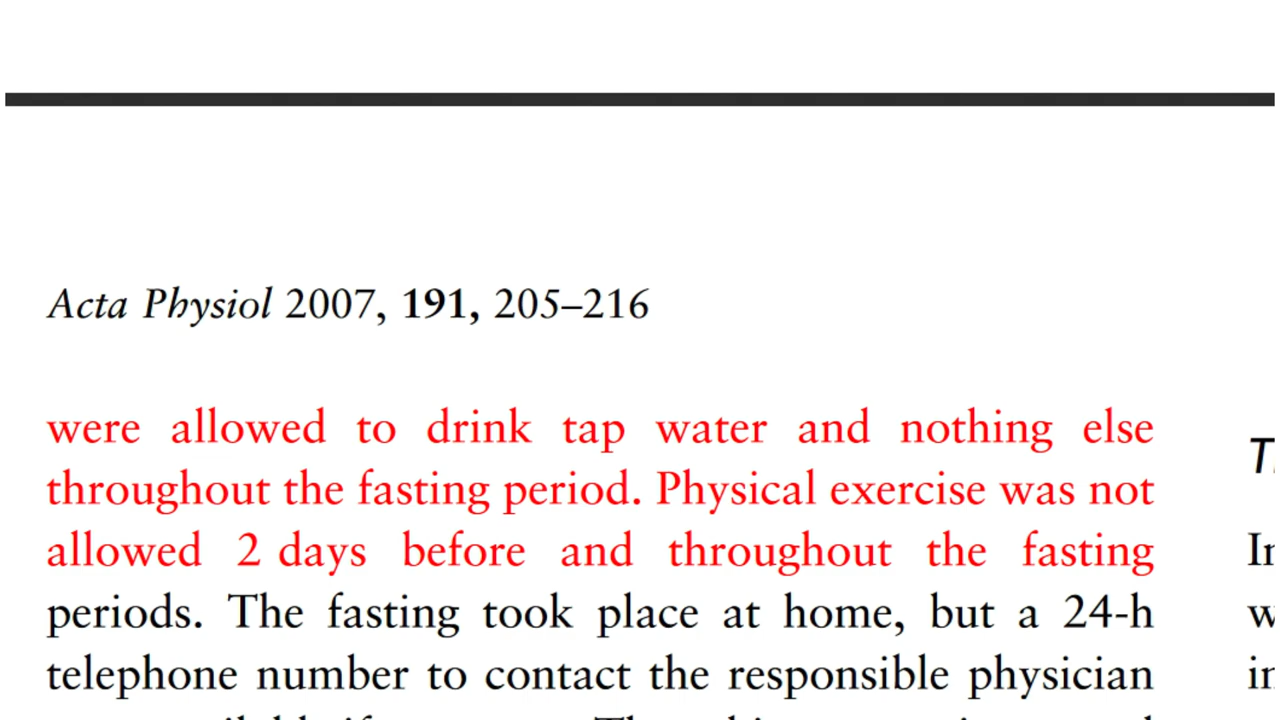 Acta Physiol 2007, 191, 205–216
were allowed to drink tap water and nothing else
throughout the fasting period. Physical exercise was not
allowed 2 days before and throughout the fasting
periods. The fasting took place at home, but a 24-h
telephone number to contact the responsible physician